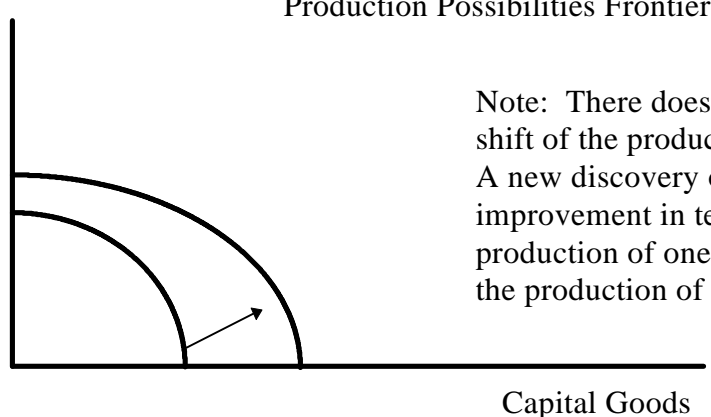 Production Possibilities Frontier
Note: There does
shift of the produc
A new discovery
improvement in te
production of one
the production of
Capital Goods